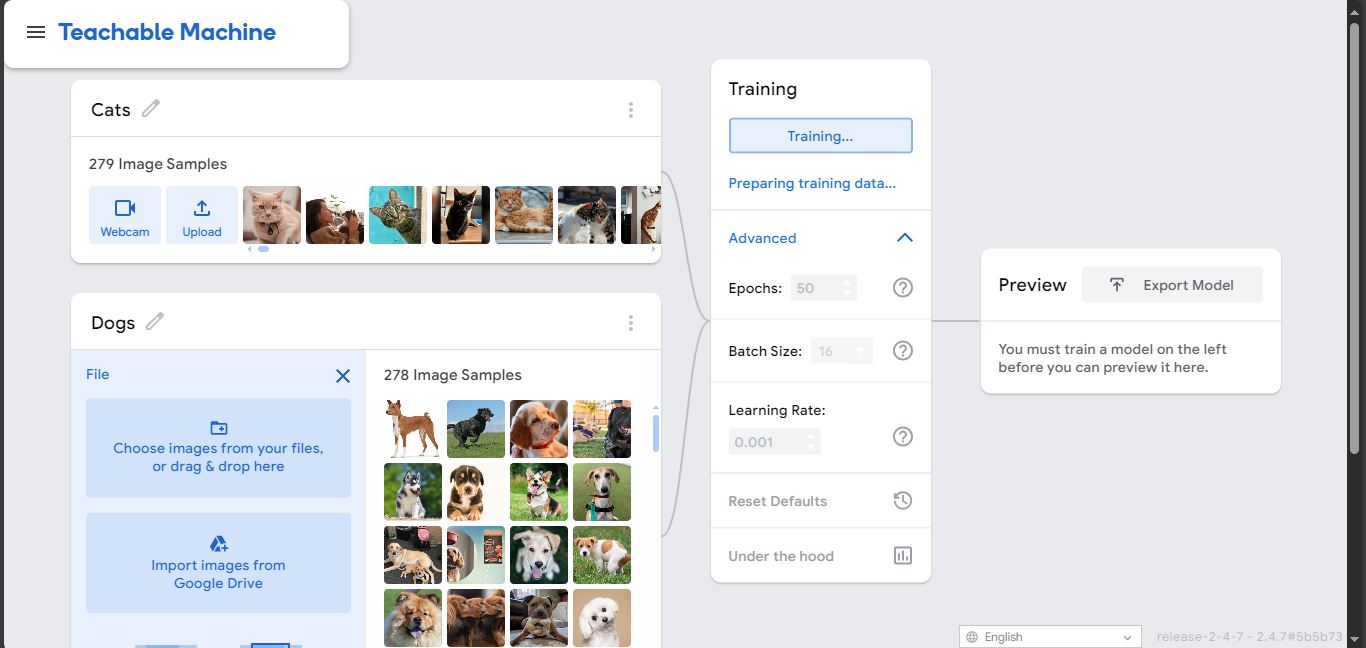 Teachable Machine
Cats
279 Image Samples
Webcam
Upload
Dogs
File
Choose images from your files,
or drag & drop here
Import images from
Google Drive
278 Image Samples
Training
Training...
Preparing training data...
Advanced
Epochs: 50
Batch Size: 16
Learning Rate:
0.001
Reset Defaults
Under the hood
Preview
Export Model
You must train a model on the left
before you can preview it here.
English
release-2-4-7 - 2.4.7#5b5b73